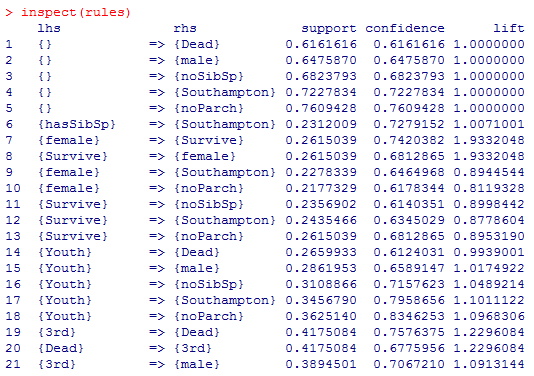 > inspect(rules)
lhs rhs support confidence lift
1 {} => {Dead} 0.6161616 0.6161616 1.0000000
2 {} => {male} 0.6475870 0.6475870 1.0000000
3 {} => {noSibSp} 0.6823793 0.6823793 1.0000000
4 {} => {Southampton} 0.7227834 0.7227834 1.0000000
5 {} => {noParch} 0.7609428 0.7609428 1.0000000
6 {hasSibSp} => {Southampton} 0.2312009 0.7279152 1.0071001
7 {female} => {Survive} 0.2615039 0.7420382 1.9332048
8 {Survive} => {female} 0.2615039 0.6812865 1.9332048
9 {female} => {Southampton} 0.2278339 0.6464968 0.8944544
10 {female} => {noParch} 0.2177329 0.6178344 0.8119328
11 {Survive} => {noSibSp} 0.2356902 0.6140351 0.8998442
12 {Survive} => {Southampton} 0.2435466 0.6345029 0.8778604
13 {Survive} => {noParch} 0.2615039 0.6812865 0.8953190
14 {Youth} => {Dead} 0.2659933 0.6124031 0.9939001
15 {Youth} => {male} 0.2861953 0.6589147 1.0174922
16 {Youth} => {noSibSp} 0.3108866 0.7157623 1.0489214
17 {Youth} => {Southampton} 0.3456790 0.7958656 1.1011122
18 {Youth} => {noParch} 0.3625140 0.8346253 1.0968306
19 {3rd} => {Dead} 0.4175084 0.7576375 1.2296084
20 {Dead} => {3rd} 0.4175084 0.6775956 1.2296084
21 {3rd} => {male} 0.3894501 0.7067210 1.0913144